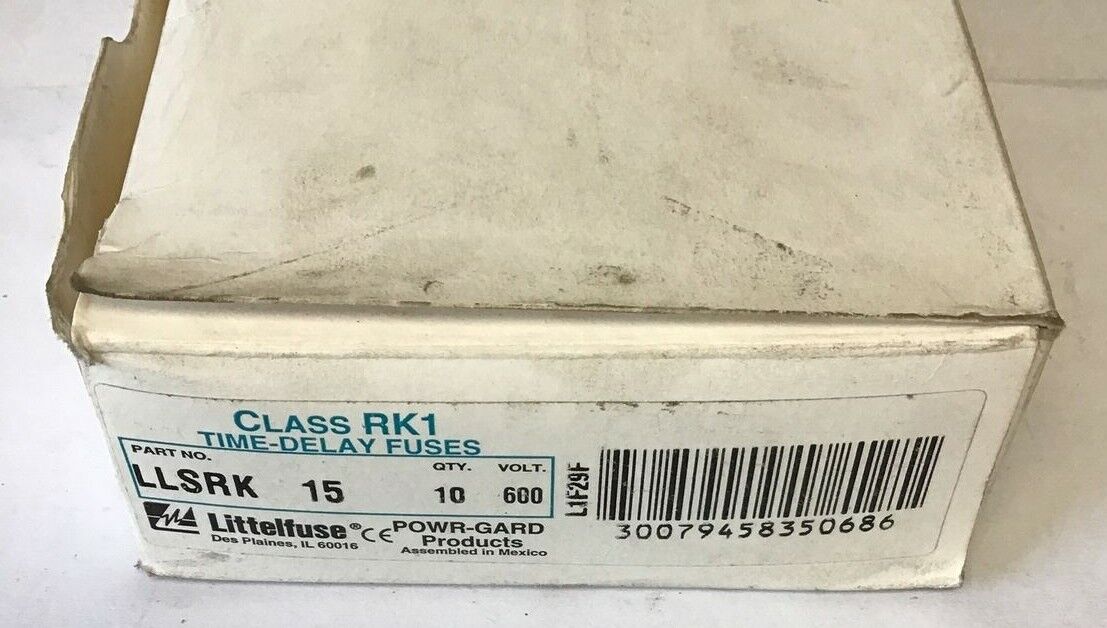 CLASS RK1
TIME-DELAY FUSES
PART NO. QTY. VOLT.
LLSRK 15 10 600
Littelfuse® CE POWR-GARD
Products
Des Plaines, IL 60016
Assembled in Mexico
L1F29F
30079458350686